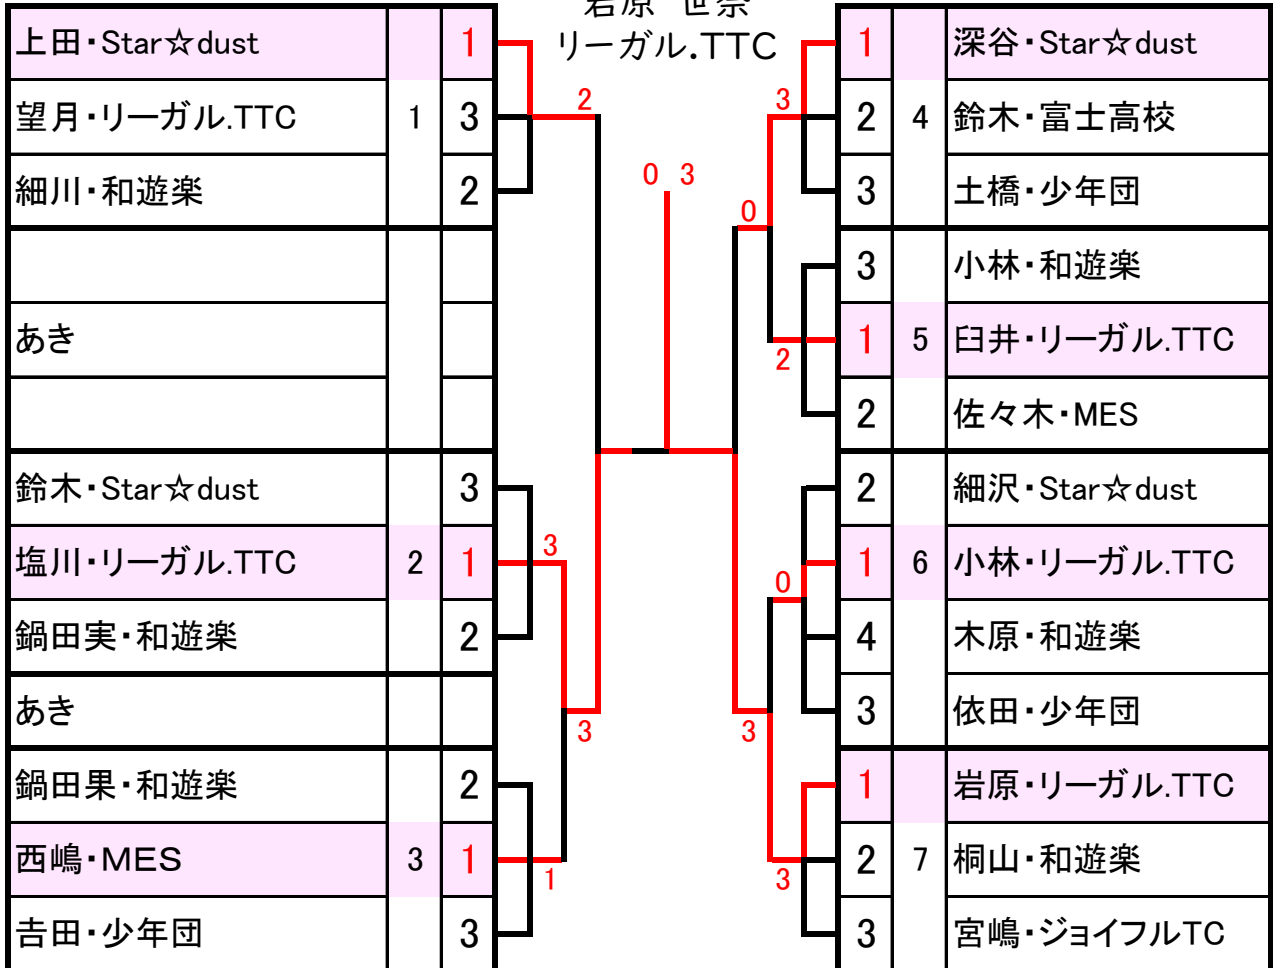 岩原 世奈
リーガル.TTC
上田・Star☆dust 1
望月・リーガル.TTC 1 3
細川・和遊楽 2
あき
鈴木・Star☆dust 3
塩川・リーガル.TTC 2 1
鍋田実・和遊楽 2
あき
鍋田果・和遊楽 2
西嶋・MES 3 1
吉田・少年団 3
2
3
3
1
0 3
3
0
2
0
3
3
1 深谷・Star☆dust
2 4 鈴木・富士高校
3 土橋・少年団
3 小林・和遊楽
1 5 臼井・リーガル.TTC
2 佐々木・MES
2 細沢・Star☆dust
1 6 小林・リーガル.TTC
4 木原・和遊楽
3 依田・少年団
1 岩原・リーガル.TTC
2 7 桐山・和遊楽
3 宮嶋・ジョイフルTC